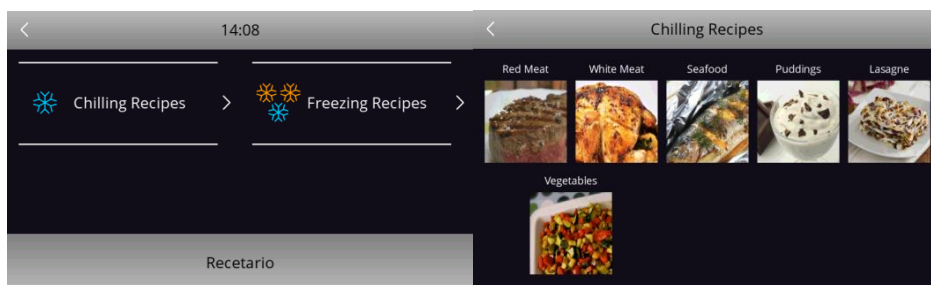 14:08
Chilling Recipes
Freezing Recipes
Recetario
Chilling Recipes
Red Meat
White Meat
Seafood
Puddings
Lasagne
Vegetables